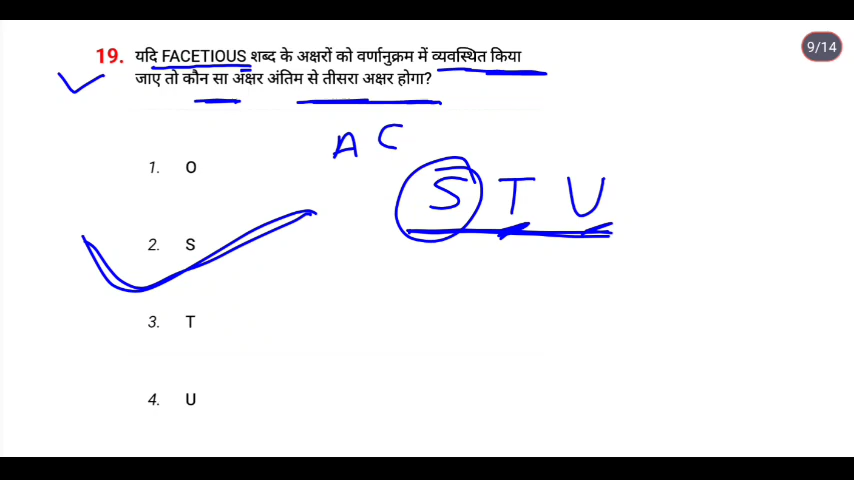 9/14
19. यदि FACETIOUS शब्द के अक्षरों को वर्णानुक्रम में व्यवस्थित किया
जाए तो कौन सा अक्षर अंतिम से तीसरा अक्षर होगा?
A C
S T U
1. O
2. S
3. T
4. U